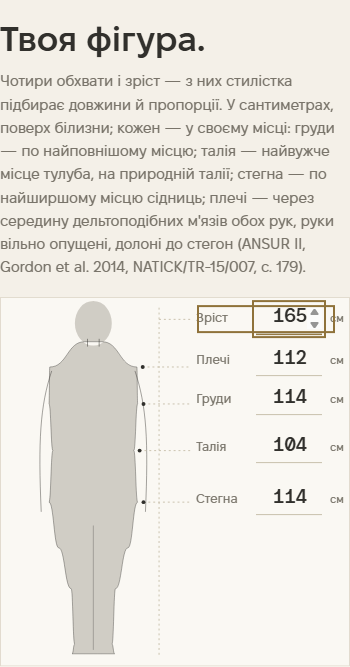 Твоя фігура.
Чотири обхвати і зріст — з них стилістка
підбирає довжини й пропорції. У сантиметрах,
поверх білизни; кожен — у своєму місці: груди
— по найповнішому місцю; талія — найвужче
місце тулуба, на природній талії; стегна — по
найширшому місцю сідниць; плечі — через
середину дельтоподібних м'язів обох рук, руки
вільно опущені, долоні до стегон (ANSUR II,
Gordon et al. 2014, NATICK/TR-15/007, с. 179).
Зріст 165 см
Плечі 112 см
Груди 114 см
Талія 104 см
Стегна 114 см